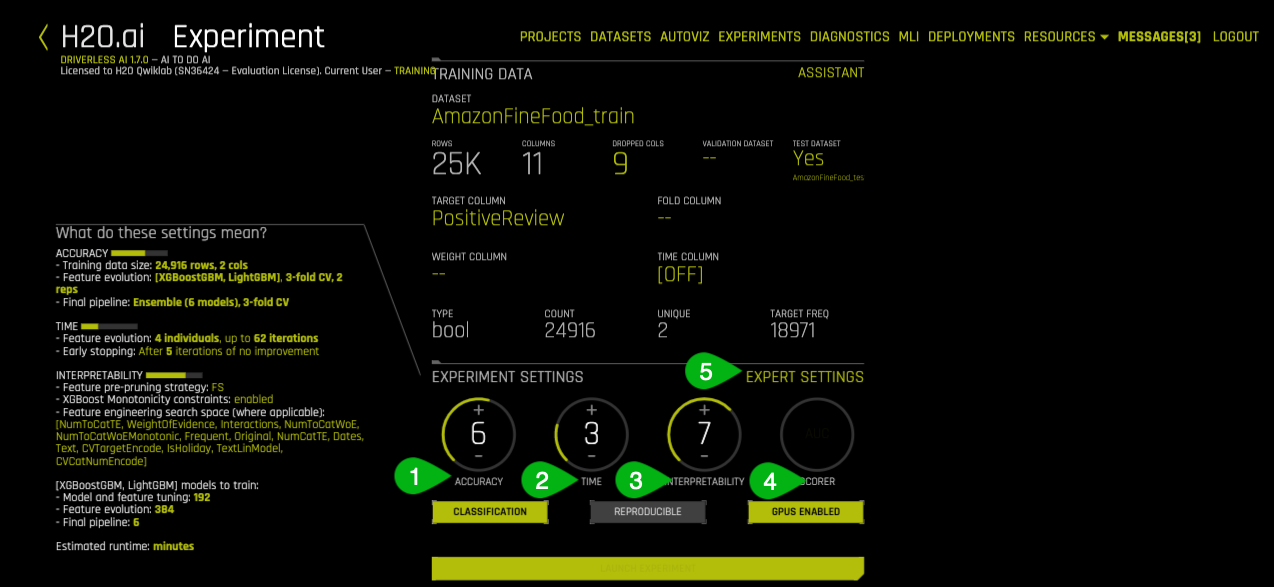 H2O.ai Experiment
PROJECTS DATASETS AUTOVIZ EXPERIMENTS DIAGNOSTICS MLI DEPLOYMENTS RESOURCES MESSAGES[3] LOGOUT
DRIVERLESS AI 1.7.0 – AI TO DO AI
Licensed to H2O Qwiklab (SN36424 – Evaluation License). Current User – TRAINING
TRAINING DATA ASSISTANT
DATASET
AmazonFineFood_train
ROWS COLUMNS DROPPED COLS VALIDATION DATASET TEST DATASET
25K 11 9 -- Yes
AmazonFineFood_tes
TARGET COLUMN FOLD COLUMN
PositiveReview --
WEIGHT COLUMN TIME COLUMN
-- [OFF]
TYPE COUNT UNIQUE TARGET FREQ
bool 24916 2 18971
What do these settings mean?
ACCURACY
- Training data size: 24,916 rows, 2 cols
- Feature evolution: [XGBoostGBM, LightGBM], 3-fold CV, 2
reps
- Final pipeline: Ensemble (6 models), 3-fold CV
TIME
- Feature evolution: 4 individuals, up to 62 iterations
- Early stopping: After 5 iterations of no improvement
INTERPRETABILITY
- Feature pre-pruning strategy: FS
- XGBoost Monotonicity constraints: enabled
- Feature engineering search space (where applicable):
[NumToCatTE, WeightOfEvidence, Interactions, NumToCatWoE,
NumToCatWoEMonotonic, Frequent, Original, NumCatTE, Dates,
Text, CVTargetEncode, IsHoliday, TextLinModel,
CVCatNumEncode]
[XGBoostGBM, LightGBM] models to train:
- Model and feature tuning: 192
- Feature evolution: 384
- Final pipeline: 6
Estimated runtime: minutes
EXPERIMENT SETTINGS 5 EXPERT SETTINGS
+ + +
6 3 7 AUC
- - -
1 ACCURACY 2 TIME 3 INTERPRETABILITY 4 SCORER
CLASSIFICATION REPRODUCIBLE GPUS ENABLED
LAUNCH EXPERIMENT